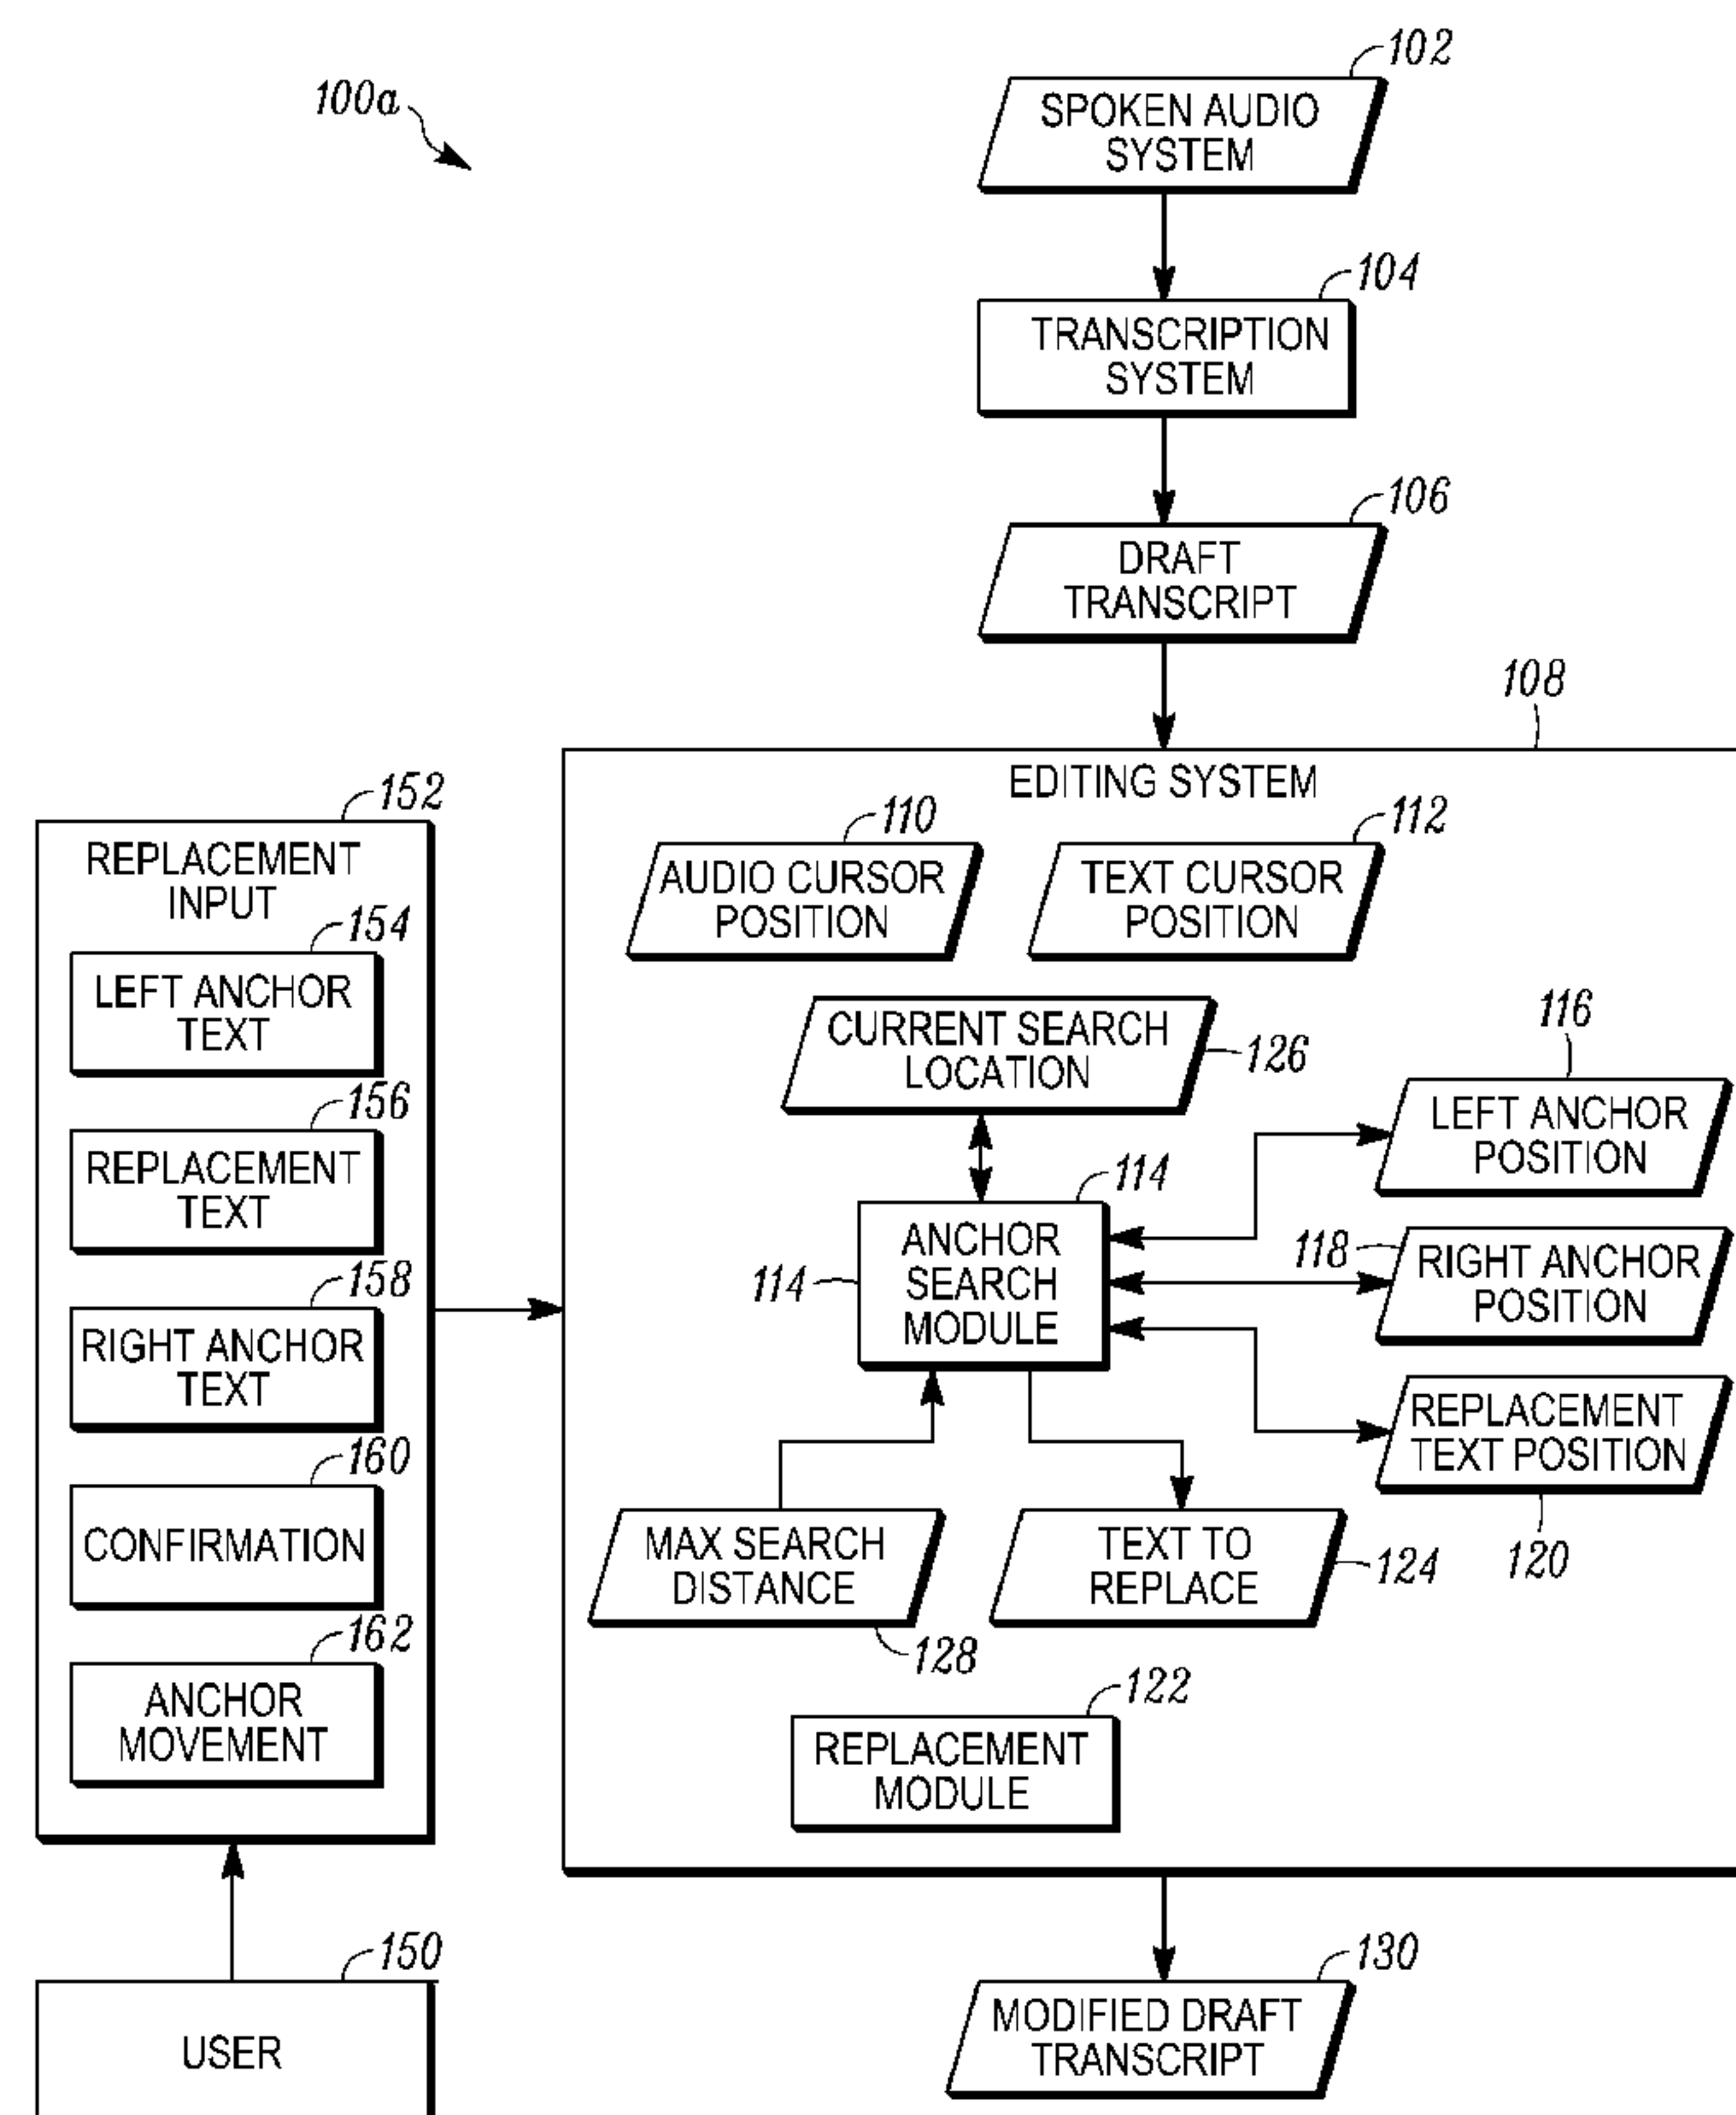 102
100a
SPOKEN AUDIO
SYSTEM
104
TRANSCRIPTION
SYSTEM
106
DRAFT
TRANSCRIPT
108
EDITING SYSTEM
152
REPLACEMENT
INPUT
154
LEFT ANCHOR
TEXT
156
REPLACEMENT
TEXT
158
RIGHT ANCHOR
TEXT
160
CONFIRMATION
162
ANCHOR
MOVEMENT
150
USER
110
AUDIO CURSOR
POSITION
112
TEXT CURSOR
POSITION
CURRENT SEARCH
LOCATION
126
116
LEFT ANCHOR
POSITION
114
ANCHOR
SEARCH
MODULE
114
118
RIGHT ANCHOR
POSITION
REPLACEMENT
TEXT POSITION
120
MAX SEARCH
DISTANCE
128
TEXT TO
REPLACE
124
122
REPLACEMENT
MODULE
130
MODIFIED DRAFT
TRANSCRIPT